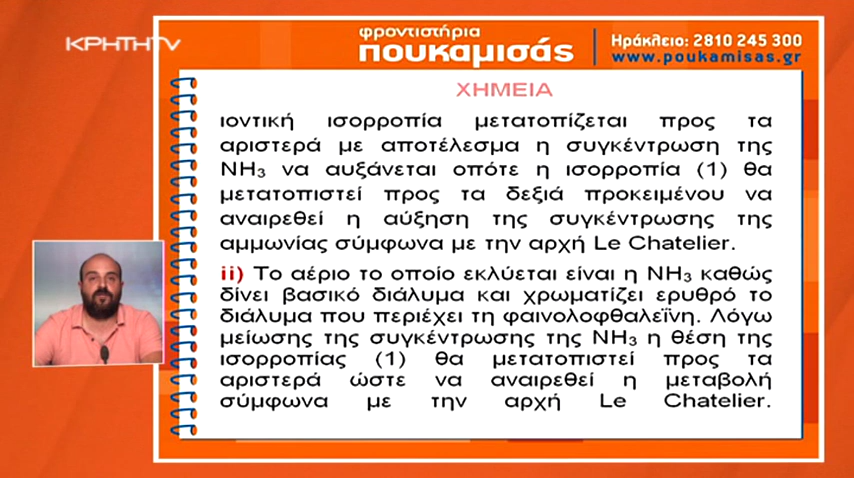 ΚΡΗΤΗTV
φροντιστήρια
πουκαμισάς
Ηράκλειο: 2810 245 300
www.poukamisas.gr
ΧΗΜΕΙΑ
ιοντική ισορροπία μετατοπίζεται προς τα
αριστερά με αποτέλεσμα η συγκέντρωση της
NH₃ να αυξάνεται οπότε η ισορροπία (1) θα
μετατοπιστεί προς τα δεξιά προκειμένου να
αναιρεθεί η αύξηση της συγκέντρωσης της
αμμωνίας σύμφωνα με την αρχή Le Chatelier.
ii) Το αέριο το οποίο εκλύεται είναι η NH₃ καθώς
δίνει βασικό διάλυμα και χρωματίζει ερυθρό το
διάλυμα που περιέχει τη φαινολοφθαλεΐνη. Λόγω
μείωσης της συγκέντρωσης της NH₃ η θέση της
ισορροπίας (1) θα μετατοπιστεί προς τα
αριστερά ώστε να αναιρεθεί η μεταβολή
σύμφωνα με την αρχή Le Chatelier.